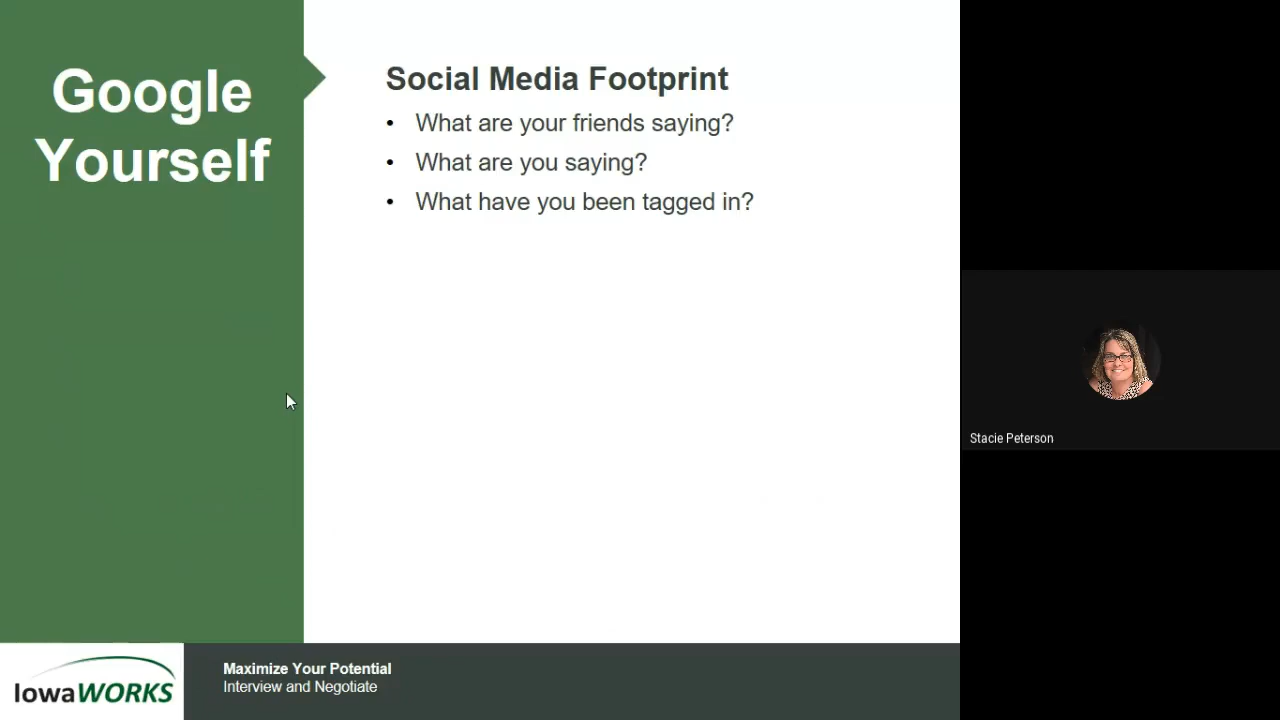 Google
Yourself
Social Media Footprint
• What are your friends saying?
• What are you saying?
• What have you been tagged in?
Stacie Peterson
IowaWORKS
Maximize Your Potential
Interview and Negotiate